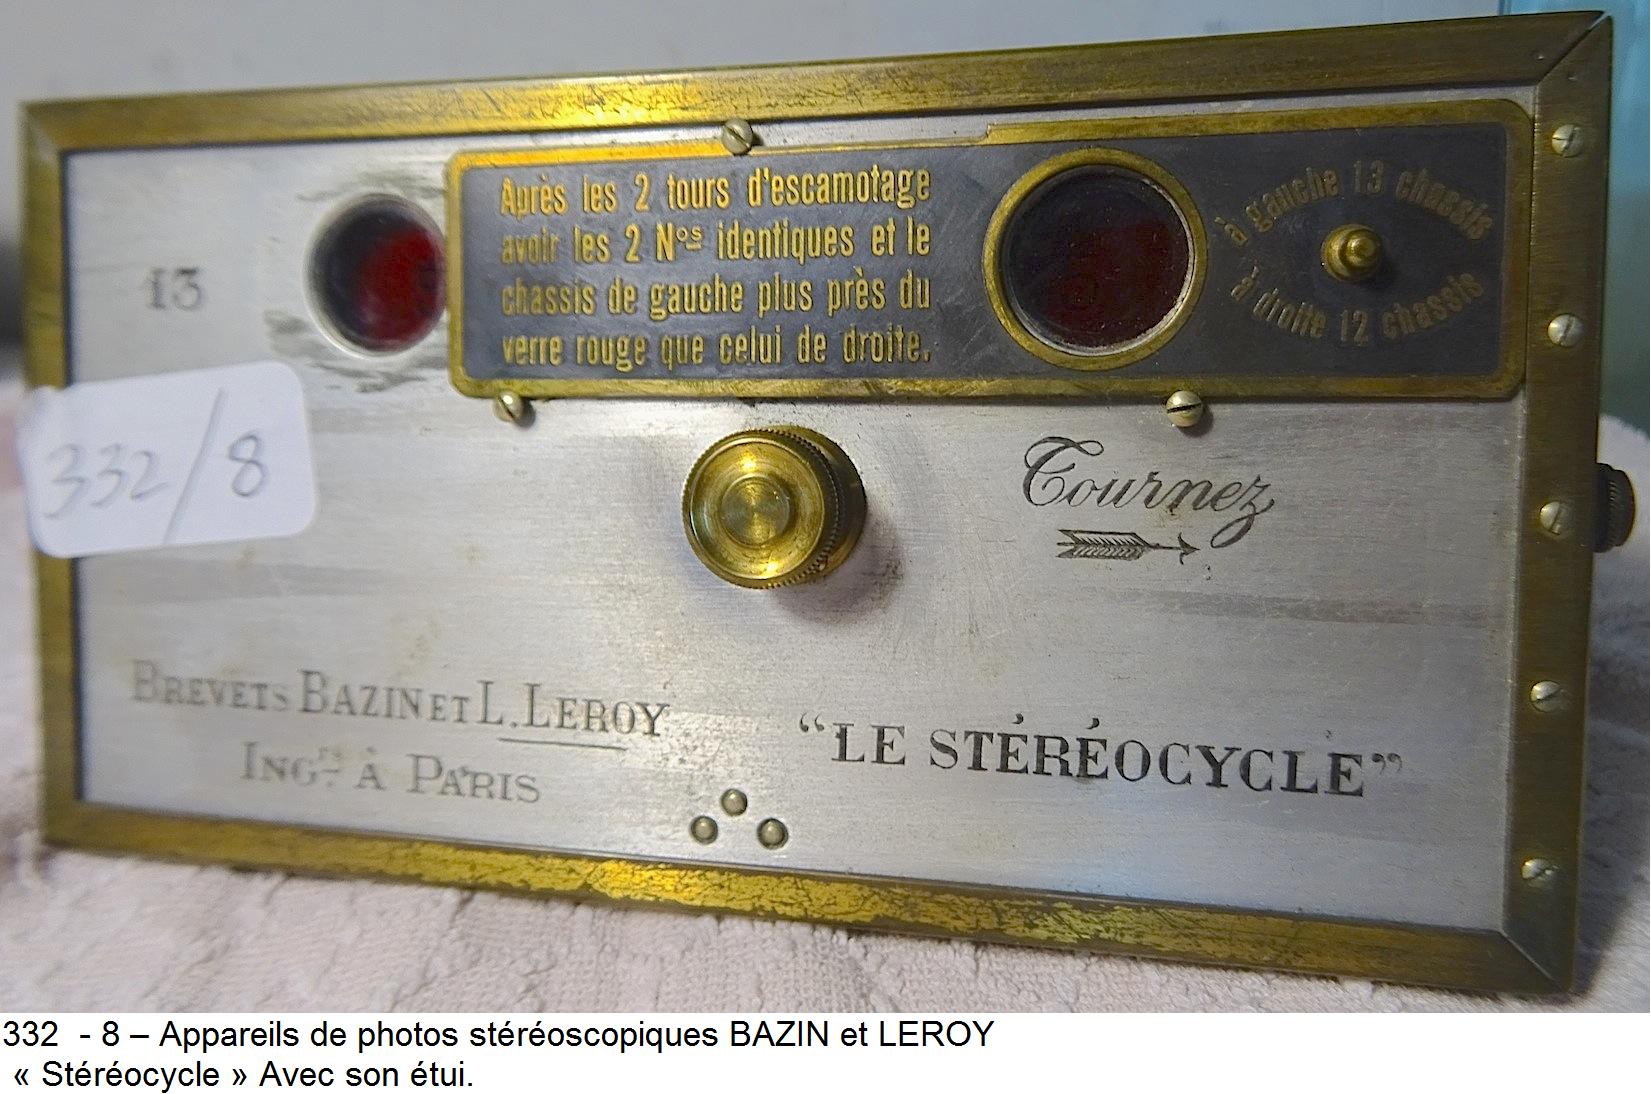 Après les 2 tours d'escamotage
avoir les 2 Nos identiques et le
chassis de gauche plus près du
verre rouge que celui de droite.
à gauche 13 chassis
à droite 12 chassis
13
332/8
Tournez
BREVETS BAZIN ET L. LEROY
INGrs À PARIS
“LE STÉRÉOCYCLE”
332 - 8 – Appareils de photos stéréoscopiques BAZIN et LEROY
« Stéréocycle » Avec son étui.